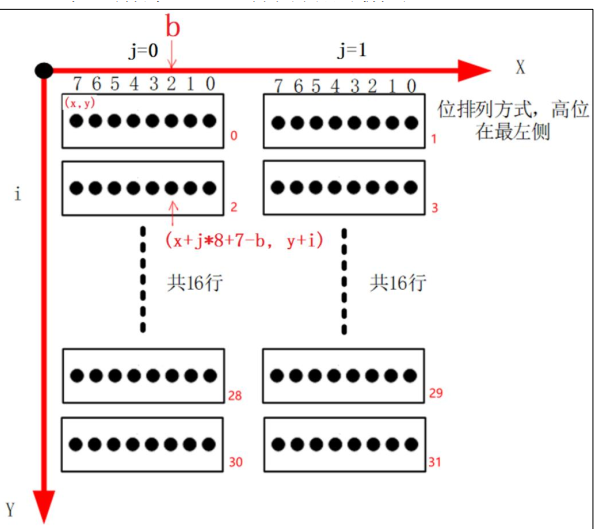 b
j=0
j=1
X
7 6 5 4 3 2 1 0
7 6 5 4 3 2 1 0
(x,y)
位排列方式，高位
在最左侧
0
1
i
2
3
(x+j*8+7-b, y+i)
共16行
共16行
28
29
30
31
Y